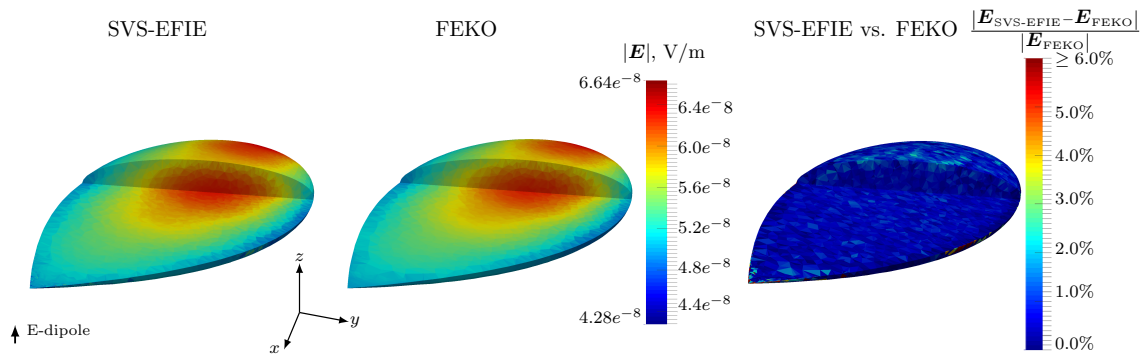 SVS-EFIE
FEKO
SVS-EFIE vs. FEKO |E_SVS-EFIE−E_FEKO| / |E_FEKO|
|E|, V/m
6.64e⁻⁸
6.4e⁻⁸
6.0e⁻⁸
5.6e⁻⁸
5.2e⁻⁸
4.8e⁻⁸
4.4e⁻⁸
4.28e⁻⁸
≥ 6.0%
5.0%
4.0%
3.0%
2.0%
1.0%
0.0%
z
y
x
E-dipole